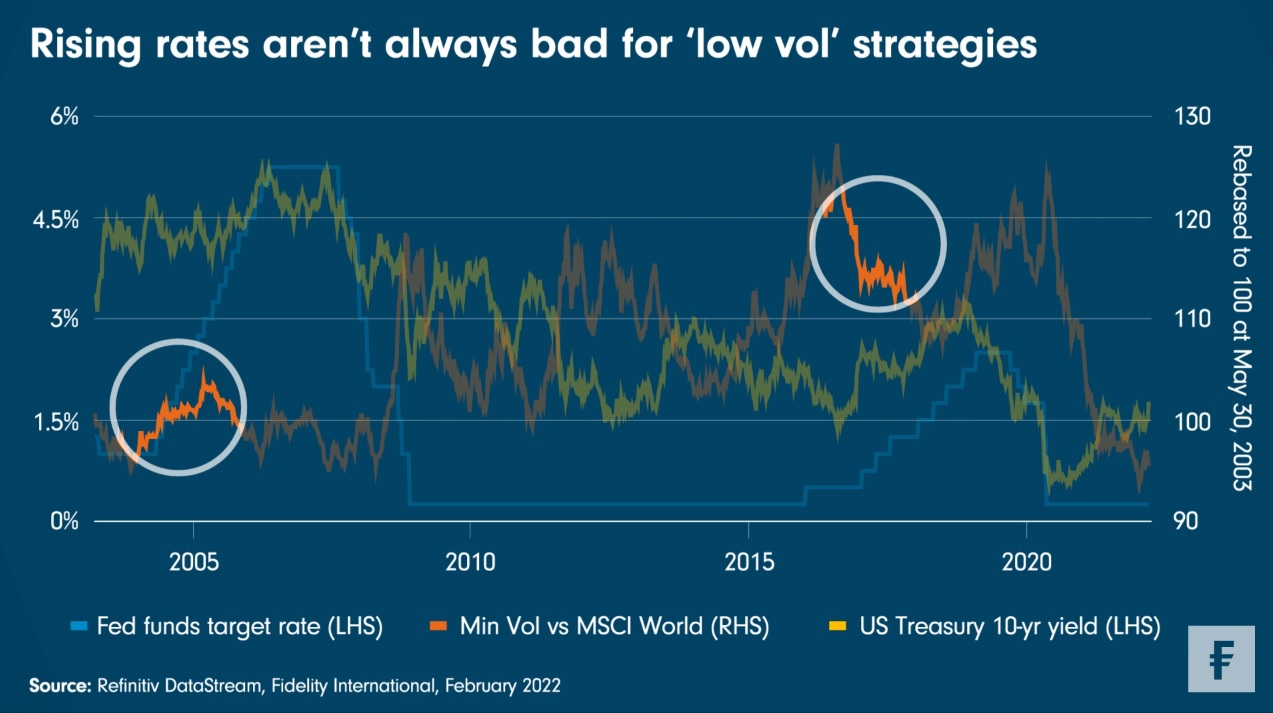 Rising rates aren’t always bad for ‘low vol’ strategies
6%
4.5%
3%
1.5%
0%
130
120
110
100
90
Rebased to 100 at May 30, 2003
2005
2010
2015
2020
Fed funds target rate (LHS)
Min Vol vs MSCI World (RHS)
US Treasury 10-yr yield (LHS)
Source: Refinitiv DataStream, Fidelity International, February 2022
F